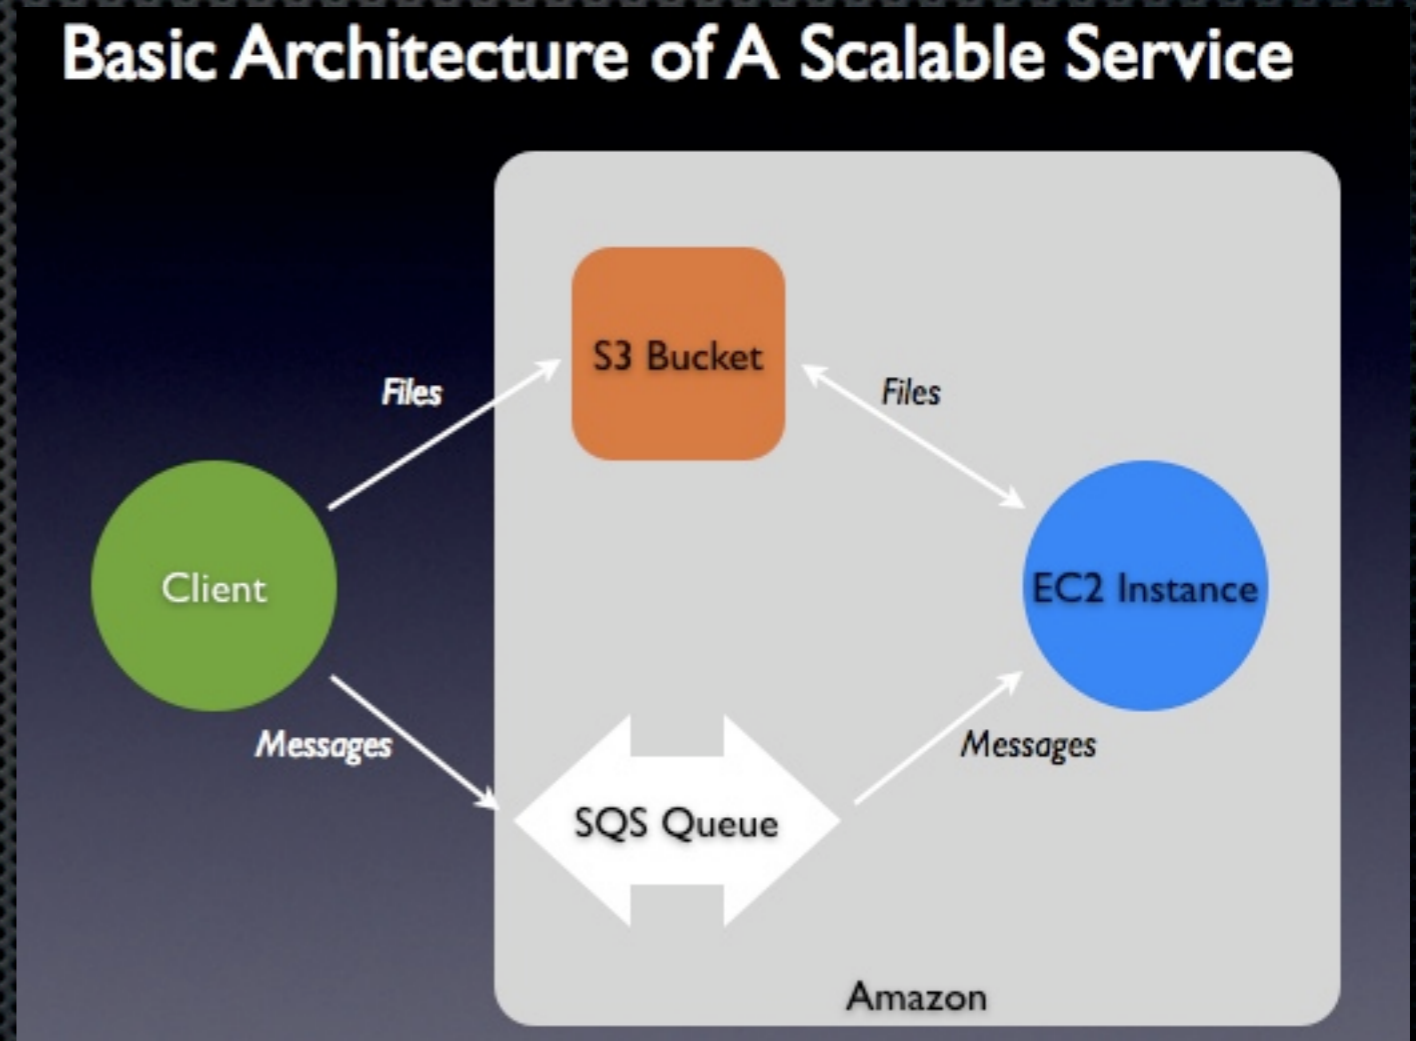 Basic Architecture of A Scalable Service
S3 Bucket
Files
Files
Client
EC2 Instance
Messages
Messages
SQS Queue
Amazon